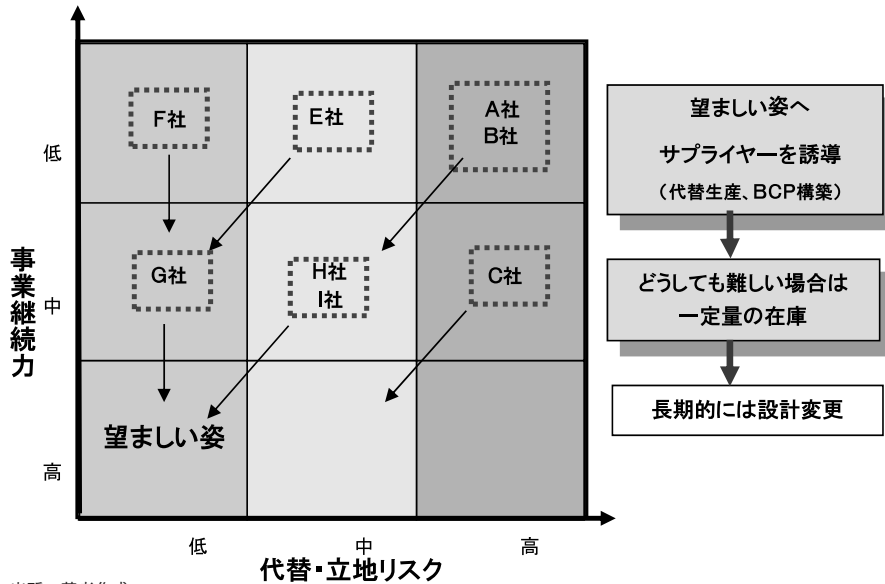 事業継続力
低
中
高
F社
E社
A社
B社
G社
H社
I社
C社
望ましい姿
低
中
高
代替・立地リスク
望ましい姿へ
サプライヤーを誘導
（代替生産、BCP構築）
どうしても難しい場合は
一定量の在庫
長期的には設計変更